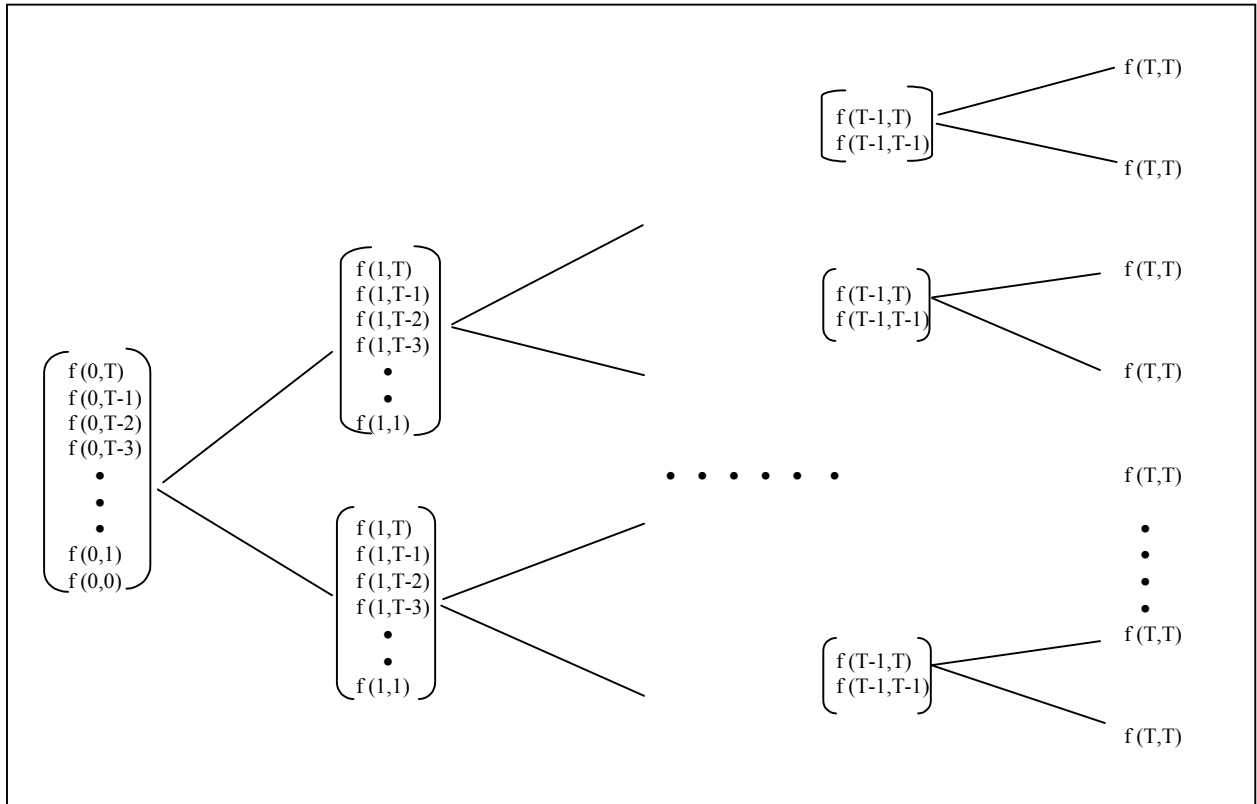 f (0,T)
f (0,T-1)
f (0,T-2)
f (0,T-3)
f (0,1)
f (0,0)
f (1,T)
f (1,T-1)
f (1,T-2)
f (1,T-3)
f (1,1)
f (1,T)
f (1,T-1)
f (1,T-2)
f (1,T-3)
f (1,1)
f (T-1,T)
f (T-1,T-1)
f (T-1,T)
f (T-1,T-1)
f (T-1,T)
f (T-1,T-1)
f (T,T)
f (T,T)
f (T,T)
f (T,T)
f (T,T)
f (T,T)
f (T,T)